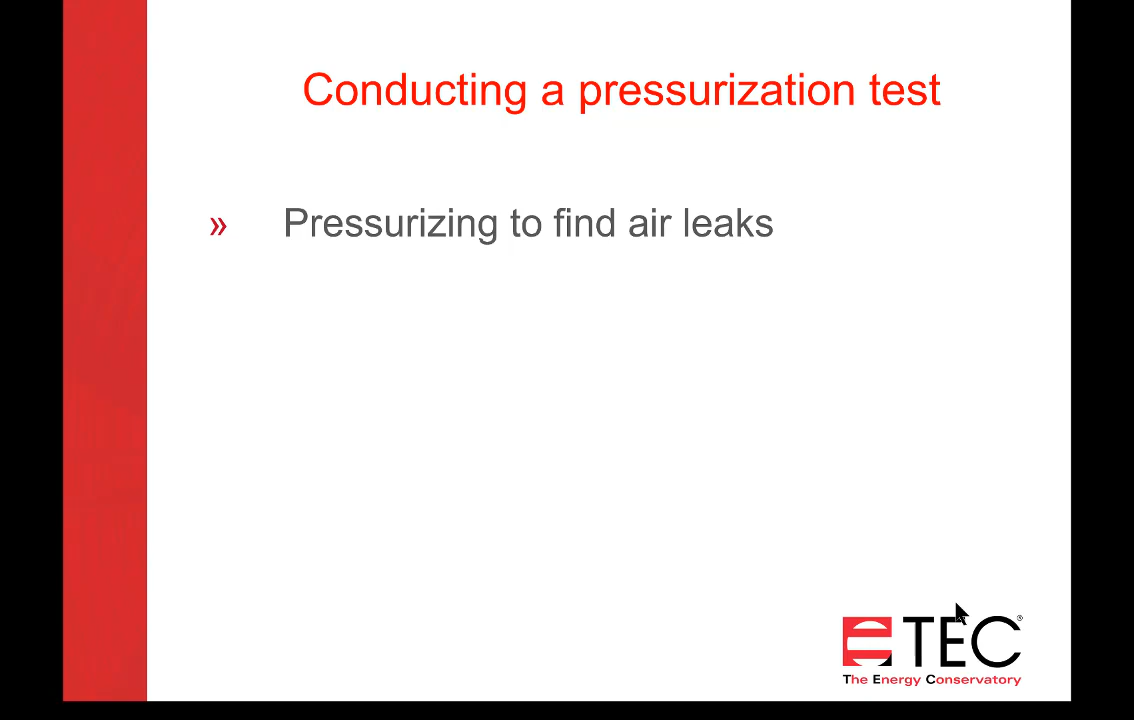 Conducting a pressurization test
» Pressurizing to find air leaks
TEC®
The Energy Conservatory